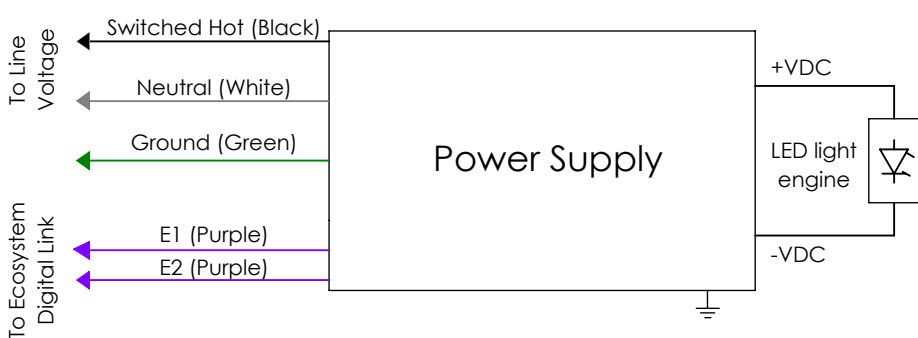 To Line
Voltage
Switched Hot (Black)
Neutral (White)
Ground (Green)
To Ecosystem
Digital Link
E1 (Purple)
E2 (Purple)
Power Supply
+VDC
LED light
engine
-VDC